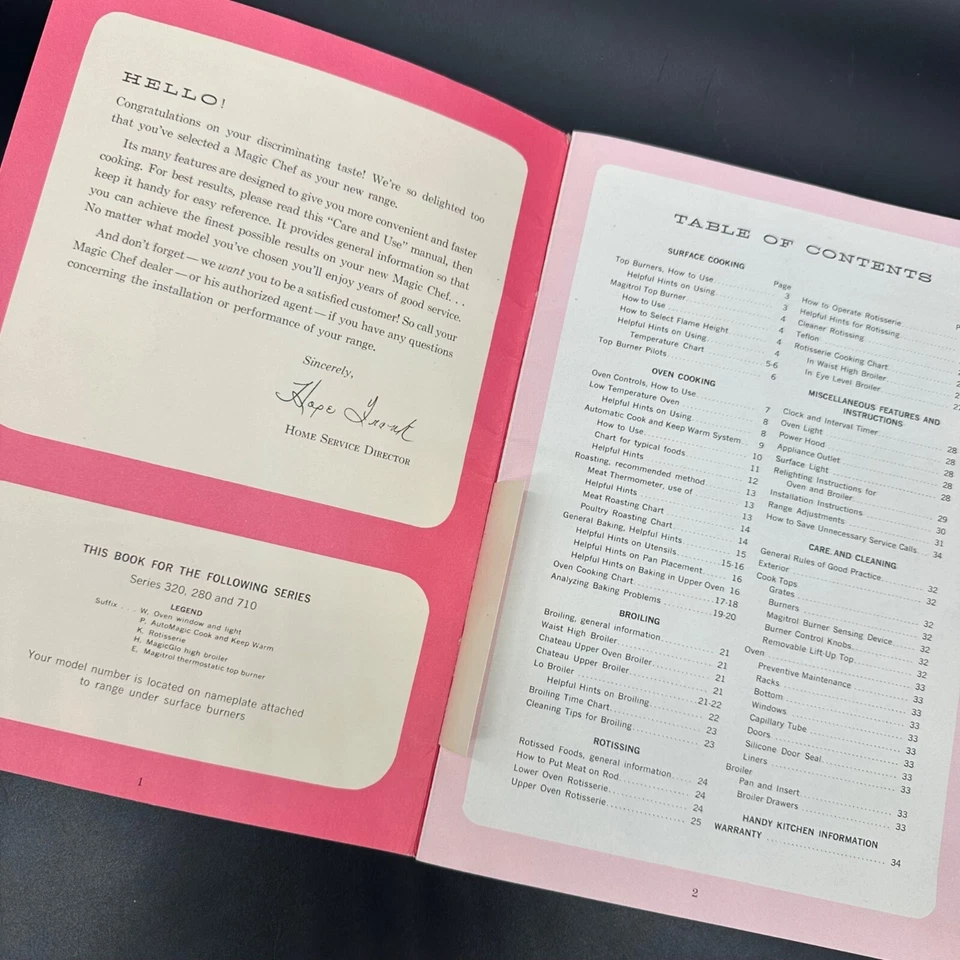 HELLO!
Congratulations on your discriminating taste! We're so delighted too
that you've selected a Magic Chef as your new range.
Its many features are designed to give you more convenient and faster
cooking. For best results, please read this "Care and Use" manual, then
keep it handy for easy reference. It provides general information so that
you can achieve the finest possible results on your new Magic Chef. . .
No matter what model you've chosen you'll enjoy years of good service.
And don't forget — we want you to be a satisfied customer! So call your
Magic Chef dealer — or his authorized agent — if you have any questions
concerning the installation or performance of your range.
Sincerely,
Hope
HOME SERVICE DIRECTOR
THIS BOOK FOR THE FOLLOWING SERIES
Series 320, 280 and 710
LEGEND
Suffix . . . W. Oven window and light
P. AutoMagic Cook and Keep Warm
K. Rotisserie
H. MagicGlo high broiler
E. Magitrol thermostatic top burner
Your model number is located on nameplate attached
to range under surface burners
1
TABLE OF CONTENTS
SURFACE COOKING
Page
Top Burners, How to Use 3
Helpful Hints on Using 3
Magitrol Top Burner 4
How to Use 4
How to Select Flame Height 4
Helpful Hints on Using 4
Temperature Chart 5-6
Top Burner Pilots 6
OVEN COOKING
Oven Controls, How to Use 7
Low Temperature Oven 8
Helpful Hints on Using 8
Automatic Cook and Keep Warm System 9
How to Use 10
Chart for typical foods 11
Helpful Hints 12
Roasting, recommended method 13
Meat Thermometer, use of 13
Helpful Hints 13
Meat Roasting Chart 14
Poultry Roasting Chart 14
General Baking, Helpful Hints 15
Helpful Hints on Utensils 15-16
Helpful Hints on Pan Placement 16
Helpful Hints on Baking in Upper Oven 16
Oven Cooking Chart 17-18
Analyzing Baking Problems 19-20
BROILING
Broiling, general information 21
Waist High Broiler 21
Chateau Upper Oven Broiler 21
Chateau Upper Broiler 21
Lo Broiler 21-22
Helpful Hints on Broiling 22
Broiling Time Chart 23
Cleaning Tips for Broiling 23
ROTISSING
Rotissed Foods, general information 24
How to Put Meat on Rod 24
Lower Oven Rotisserie 24
Upper Oven Rotisserie 25
How to Operate Rotisserie
Helpful Hints for Rotissing
Cleaner Rotissing
Teflon
Rotisserie Cooking Chart
In Waist High Broiler
In Eye Level Broiler
MISCELLANEOUS FEATURES AND
INSTRUCTIONS
Clock and Interval Timer 28
Oven Light 28
Power Hood 28
Appliance Outlet 28
Surface Light 28
Relighting Instructions for
Oven and Broiler 29
Installation Instructions 30
Range Adjustments 31
How to Save Unnecessary Service Calls 34
CARE AND CLEANING
General Rules of Good Practice 32
Exterior 32
Cook Tops
Grates 32
Burners 32
Magitrol Burner Sensing Device 32
Burner Control Knobs 32
Removable Lift-Up Top 32
Oven
Preventive Maintenance 33
Racks 33
Bottom 33
Windows 33
Capillary Tube 33
Doors 33
Silicone Door Seal 33
Liners 33
Broiler
Pan and Insert 33
Broiler Drawers 33
HANDY KITCHEN INFORMATION
WARRANTY 34
2